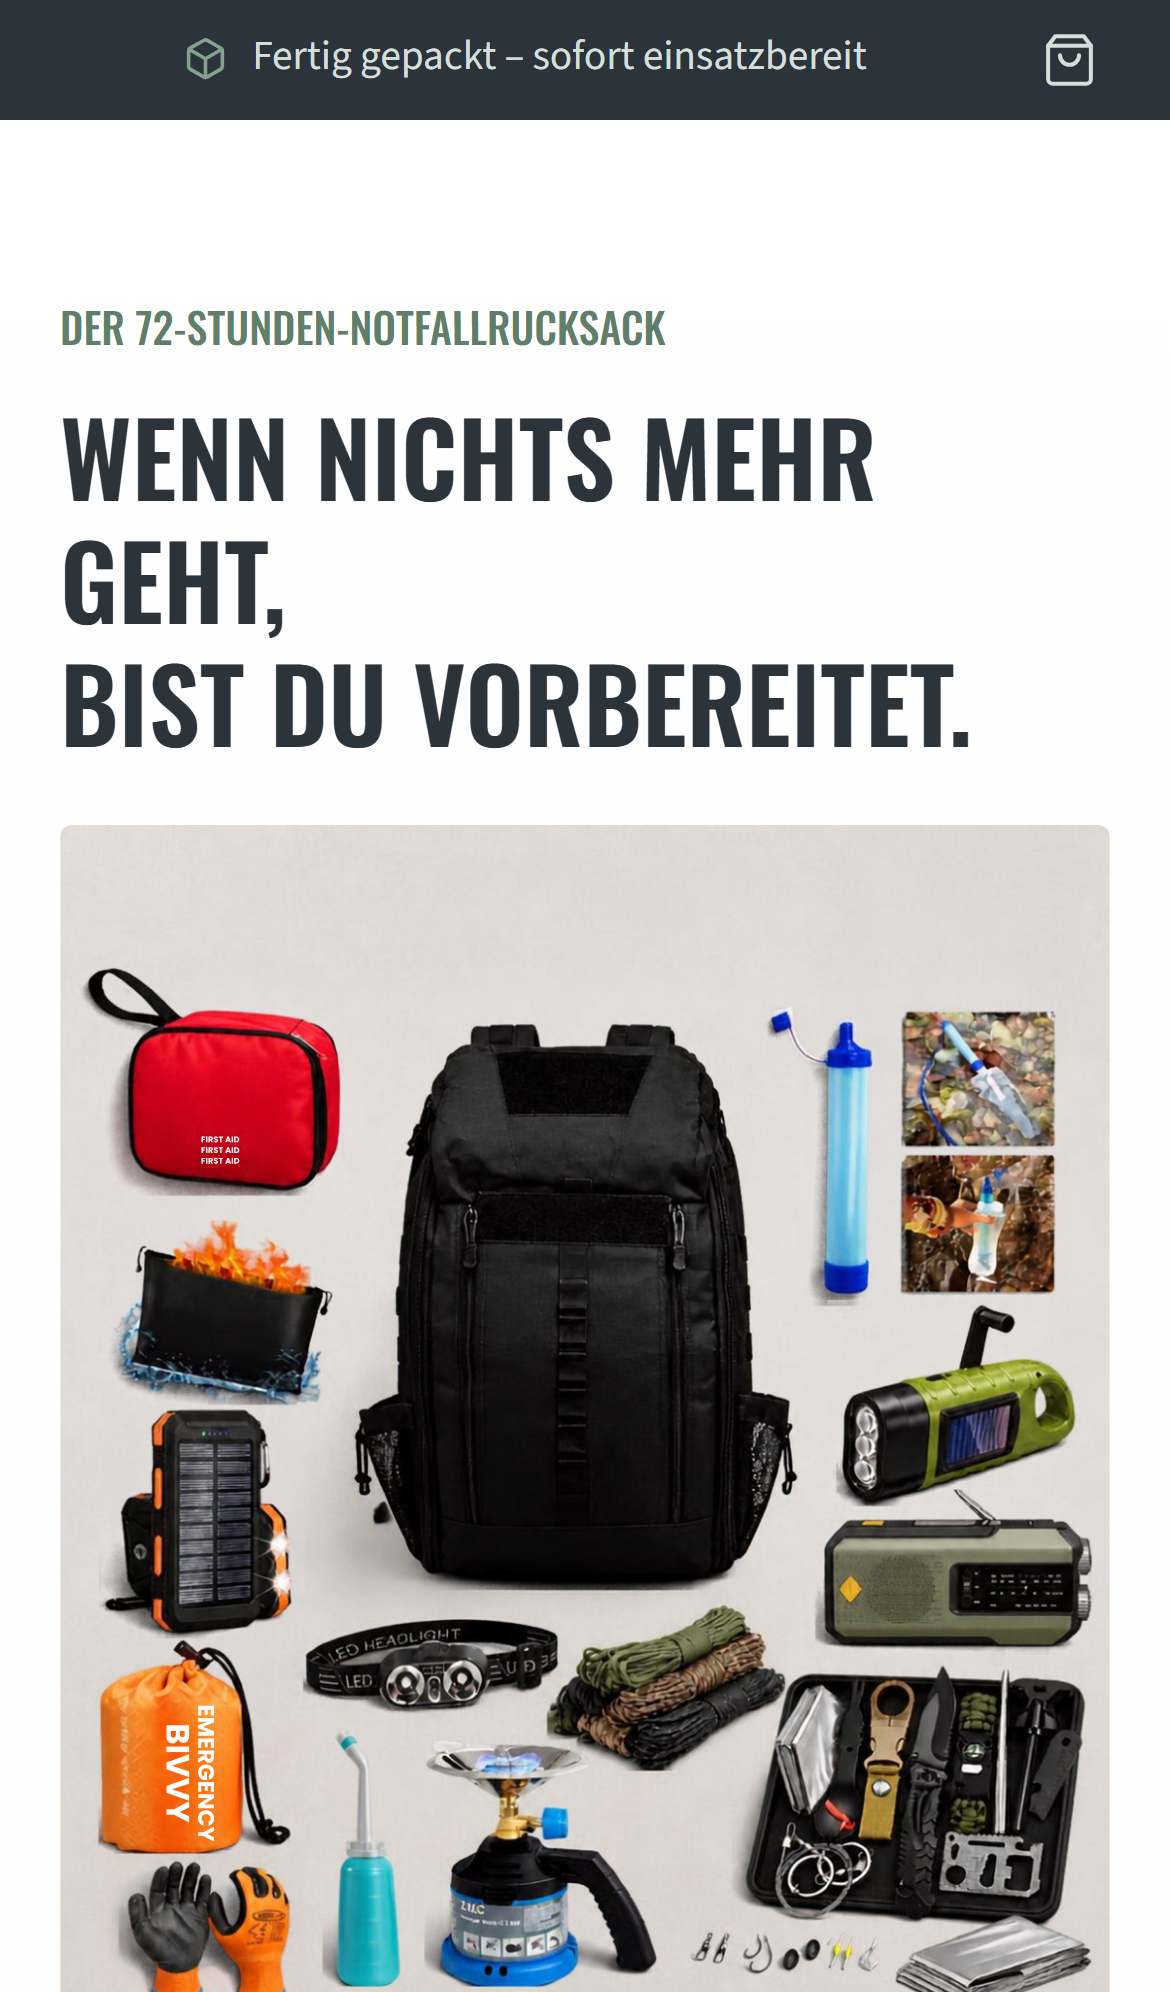 Fertig gepackt – sofort einsatzbereit
DER 72-STUNDEN-NOTFALLRUCKSACK
WENN NICHTS MEHR
GEHT,
BIST DU VORBEREITET.
FIRST AID
FIRST AID
FIRST AID
LED HEADLIGHT
LED
EMERGENCY
BIVVY